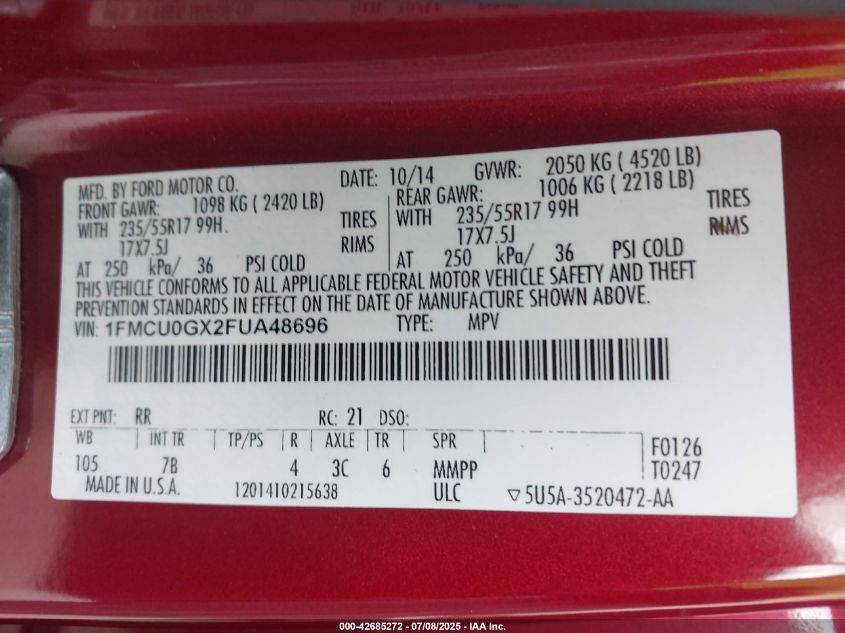 MFD. BY FORD MOTOR CO. DATE: 10/14 GVWR: 2050 KG ( 4520 LB)
FRONT GAWR: 1098 KG ( 2420 LB) REAR GAWR: 1006 KG ( 2218 LB)
WITH 235/55R17 99H TIRES WITH 235/55R17 99H TIRES
17X7.5J RIMS 17X7.5J RIMS
AT 250 kPa/ 36 PSI COLD AT 250 kPa/ 36 PSI COLD
THIS VEHICLE CONFORMS TO ALL APPLICABLE FEDERAL MOTOR VEHICLE SAFETY AND THEFT
PREVENTION STANDARDS IN EFFECT ON THE DATE OF MANUFACTURE SHOWN ABOVE.
VIN: 1FMCU0GX2FUA48696 TYPE: MPV
EXT PNT: RR RC: 21 DSO:
WB INT TR TP/PS R AXLE TR SPR F0126
105 7B 4 3C 6 MMPP T0247
MADE IN U.S.A. 1201410215638 ULC ▽5U5A-3520472-AA
000-42685272 - 07/08/2025 - IAA Inc.